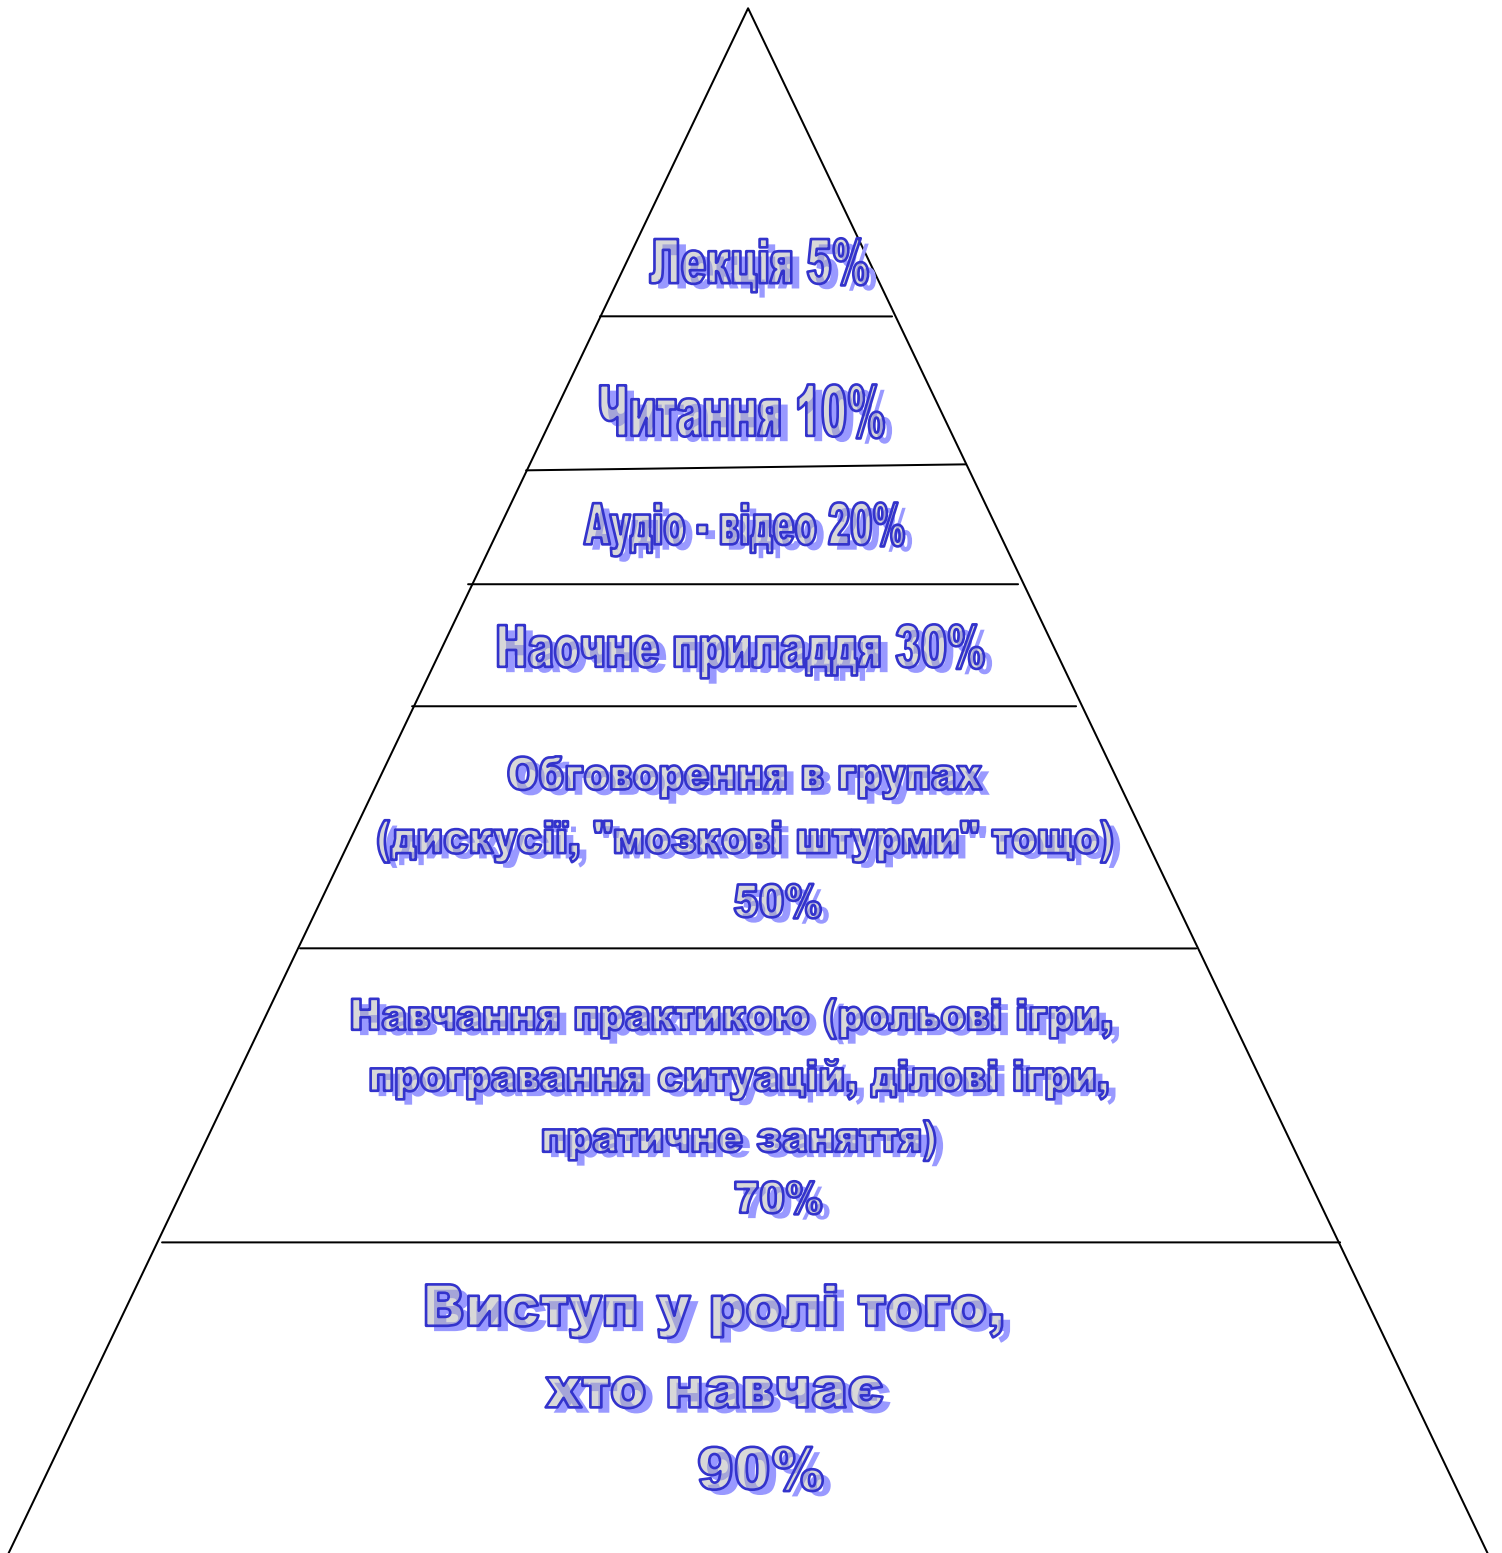 Лекція 5%
Читання 10%
Аудіо - відео 20%
Наочне приладдя 30%
Обговорення в групах
(дискусії, "мозкові штурми" тощо)
50%
Навчання практикою (рольові ігри,
програвання ситуацій, ділові ігри,
пратичне заняття)
70%
Виступ у ролі того,
хто навчає
90%